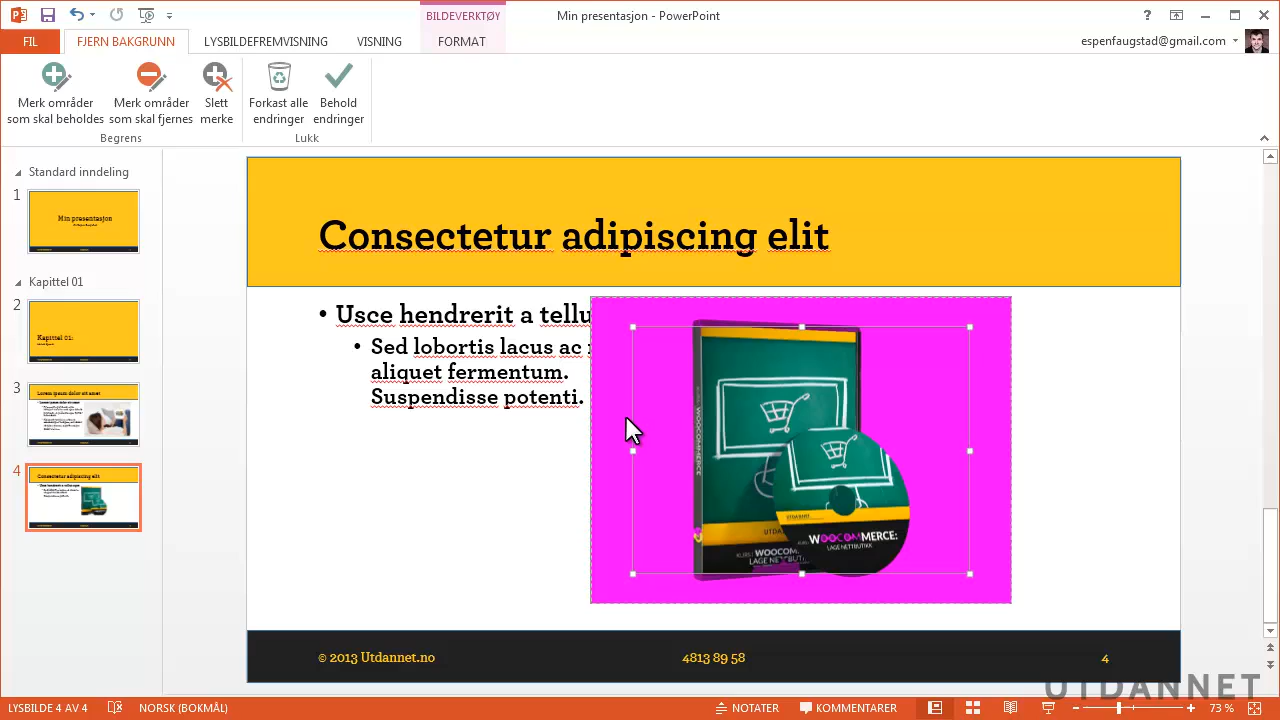 BILDEVERKTØY
Min presentasjon - PowerPoint
FIL
FJERN BAKGRUNN
LYSBILDEFREMVISNING
VISNING
FORMAT
espenfaugstad@gmail.com
Merk områder
som skal beholdes
Merk områder
som skal fjernes
Slett
merke
Forkast alle
endringer
Behold
endringer
Begrens
Lukk
Standard inndeling
1
Min presentasjon
Kapittel 01
2
Kapittel 01:
3
Lorem ipsum dolor sit amet
4
Consectetur adipiscing elit
Consectetur adipiscing elit
• Usce hendrerit a tellu
• Sed lobortis lacus ac
aliquet fermentum.
Suspendisse potenti.
WOOCOMMERCE
UTDANNET
WOOCOMMERCE:
LAGE NETTBUTIKK
KURS:
© 2013 Utdannet.no
4813 89 58
4
UTDANNET
LYSBILDE 4 AV 4
NORSK (BOKMÅL)
NOTATER
KOMMENTARER
73 %